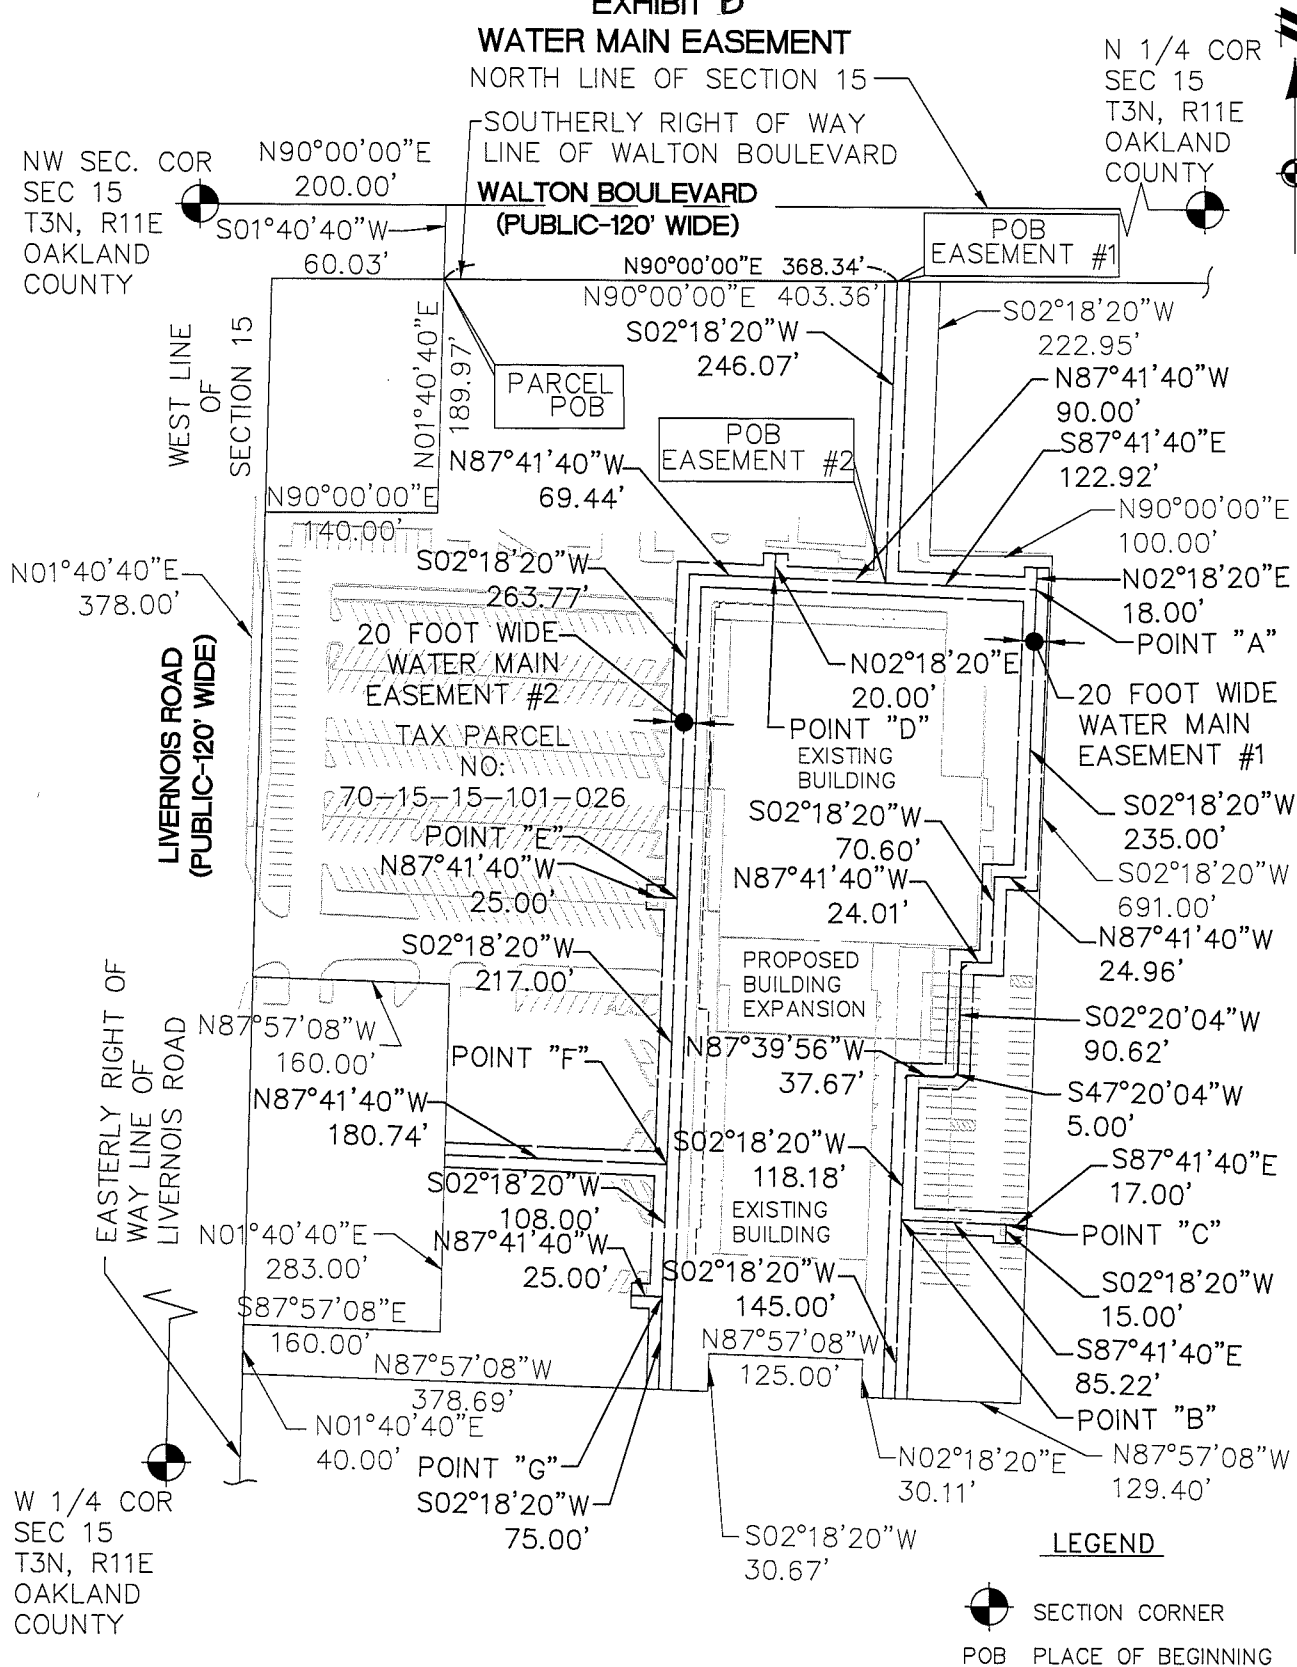 EXHIBIT D
WATER MAIN EASEMENT
NORTH LINE OF SECTION 15
N 1/4 COR
SEC 15
T3N, R11E
OAKLAND
COUNTY
SOUTHERLY RIGHT OF WAY
LINE OF WALTON BOULEVARD
NW SEC. COR
SEC 15
T3N, R11E
OAKLAND
COUNTY
N90°00'00"E
200.00'
WALTON BOULEVARD
(PUBLIC-120' WIDE)
S01°40'40"W
60.03'
POB
EASEMENT #1
N90°00'00"E 368.34'
N90°00'00"E 403.36'
S02°18'20"W
246.07'
S02°18'20"W
222.95'
WEST LINE
OF
SECTION 15
N01°40'40"E
189.97'
PARCEL
POB
N87°41'40"W
90.00'
POB
EASEMENT #2
S87°41'40"E
122.92'
N87°41'40"W
69.44'
N90°00'00"E
140.00'
N90°00'00"E
100.00'
N01°40'40"E
378.00'
S02°18'20"W
263.77'
N02°18'20"E
18.00'
POINT "A"
20 FOOT WIDE
WATER MAIN
EASEMENT #2
N02°18'20"E
20.00'
POINT "D"
20 FOOT WIDE
WATER MAIN
EASEMENT #1
LIVERNOIS ROAD
(PUBLIC-120' WIDE)
TAX PARCEL
NO:
70-15-15-101-026
EXISTING
BUILDING
S02°18'20"W
70.60'
S02°18'20"W
235.00'
POINT "E"
N87°41'40"W
25.00'
N87°41'40"W
24.01'
S02°18'20"W
691.00'
N87°41'40"W
24.96'
S02°18'20"W
217.00'
PROPOSED
BUILDING
EXPANSION
EASTERLY RIGHT OF
WAY LINE OF
LIVERNOIS ROAD
N87°57'08"W
160.00'
S02°20'04"W
90.62'
POINT "F"
N87°39'56"W
37.67'
N87°41'40"W
180.74'
S47°20'04"W
5.00'
S02°18'20"W
118.18'
S87°41'40"E
17.00'
S02°18'20"W
108.00'
EXISTING
BUILDING
POINT "C"
N01°40'40"E
283.00'
N87°41'40"W
25.00'
S02°18'20"W
145.00'
S02°18'20"W
15.00'
S87°57'08"E
160.00'
N87°57'08"W
125.00'
S87°41'40"E
85.22'
N87°57'08"W
378.69'
POINT "B"
N01°40'40"E
40.00'
POINT "G"
S02°18'20"W
75.00'
N02°18'20"E
30.11'
N87°57'08"W
129.40'
W 1/4 COR
SEC 15
T3N, R11E
OAKLAND
COUNTY
S02°18'20"W
30.67'
LEGEND
SECTION CORNER
POB PLACE OF BEGINNING